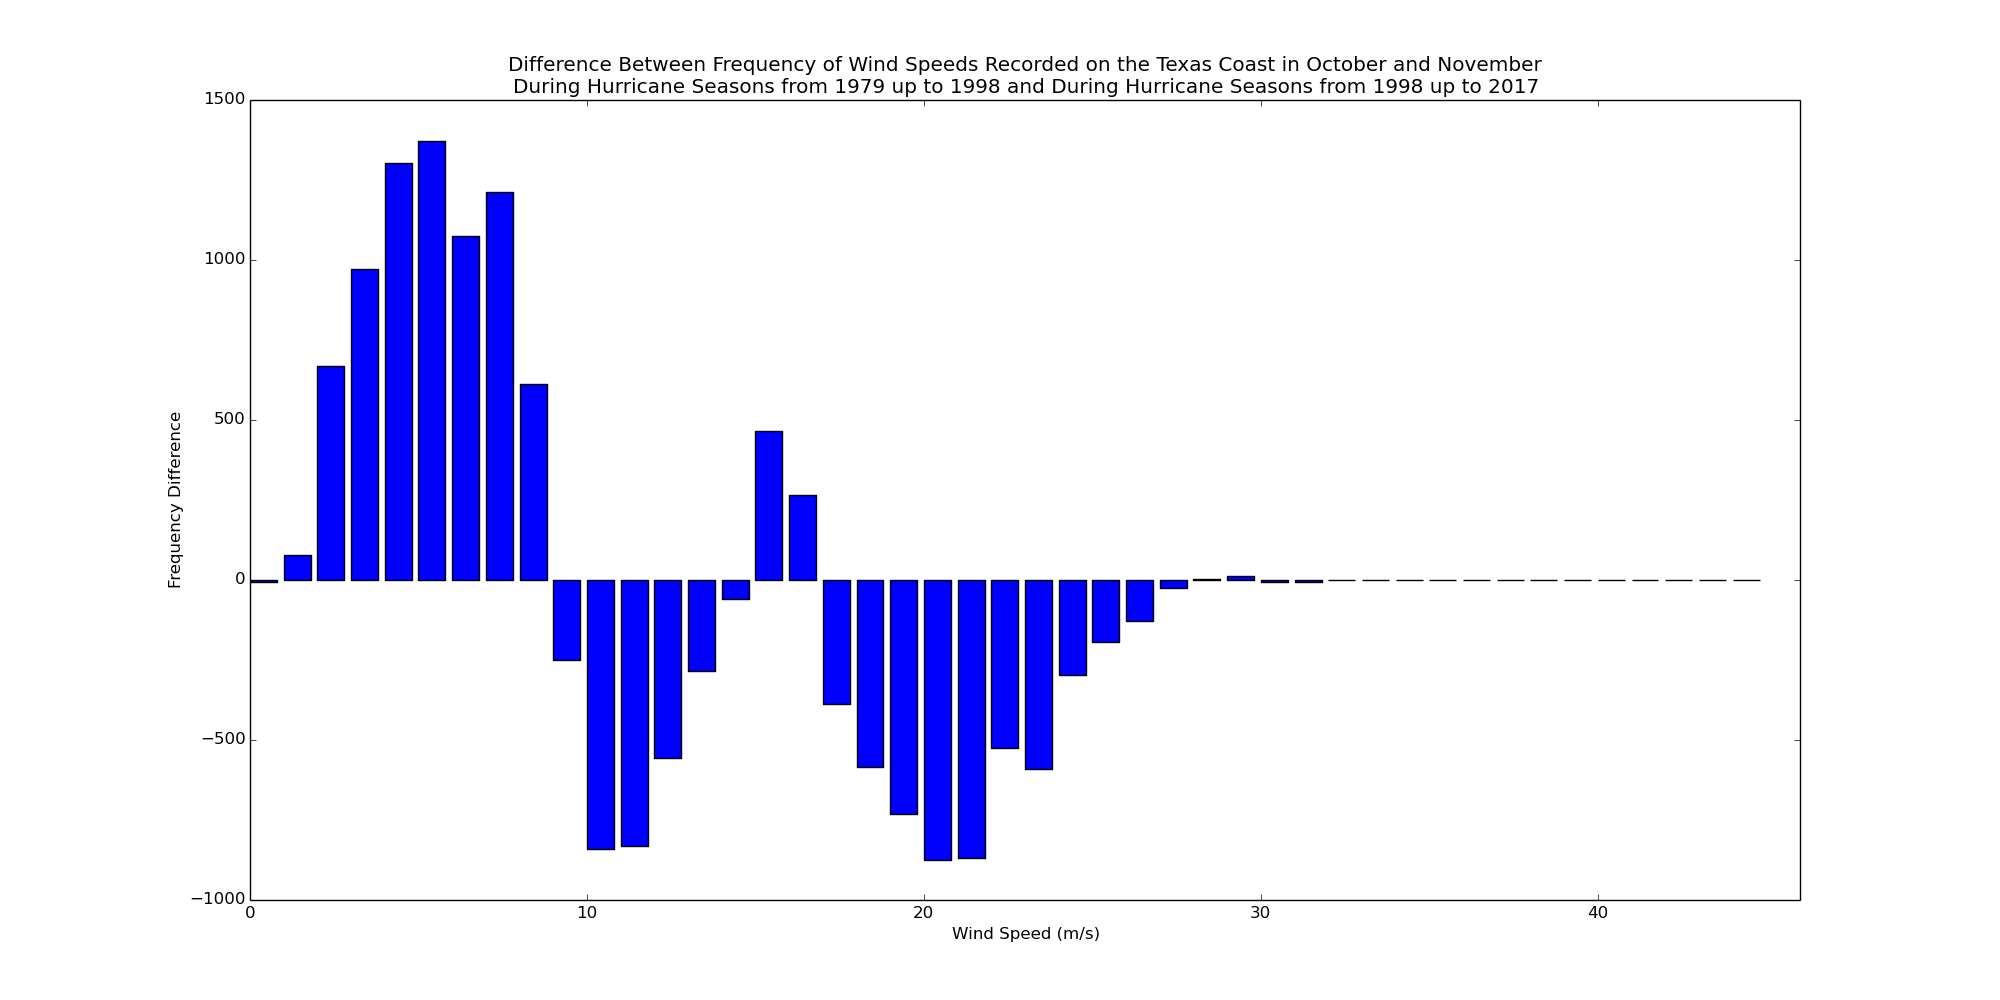 Difference Between Frequency of Wind Speeds Recorded on the Texas Coast in October and November
During Hurricane Seasons from 1979 up to 1998 and During Hurricane Seasons from 1998 up to 2017
1500
1000
500
0
−500
−1000
Frequency Difference
0 10 20 30 40
Wind Speed (m/s)